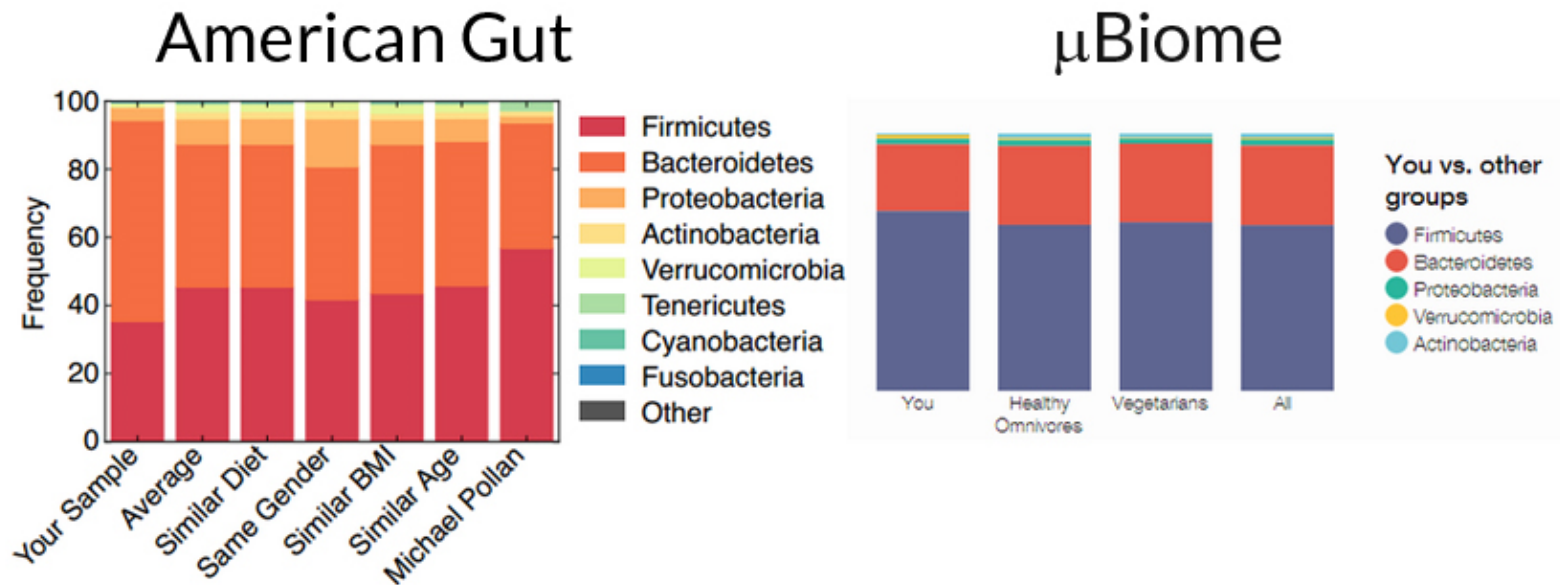 American Gut
100
80
60
40
20
0
Frequency
Your Sample
Average
Similar Diet
Same Gender
Similar BMI
Similar Age
Michael Pollan
Firmicutes
Bacteroidetes
Proteobacteria
Actinobacteria
Verrucomicrobia
Tenericutes
Cyanobacteria
Fusobacteria
Other
μBiome
You
Healthy
Omnivores
Vegetarians
All
You vs. other
groups
Firmicutes
Bacteroidetes
Proteobacteria
Verrucomicrobia
Actinobacteria